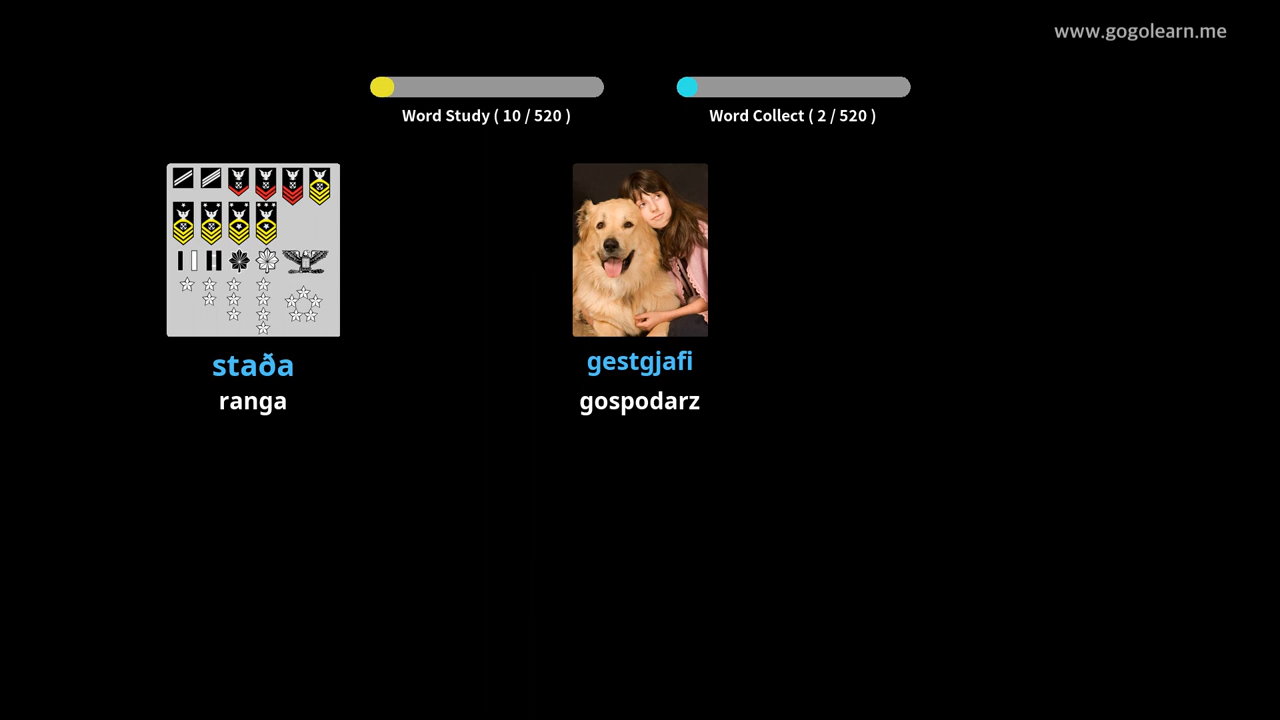 www.gogolearn.me
Word Study ( 10 / 520 )
Word Collect ( 2 / 520 )
staða
ranga
gestgjafi
gospodarz